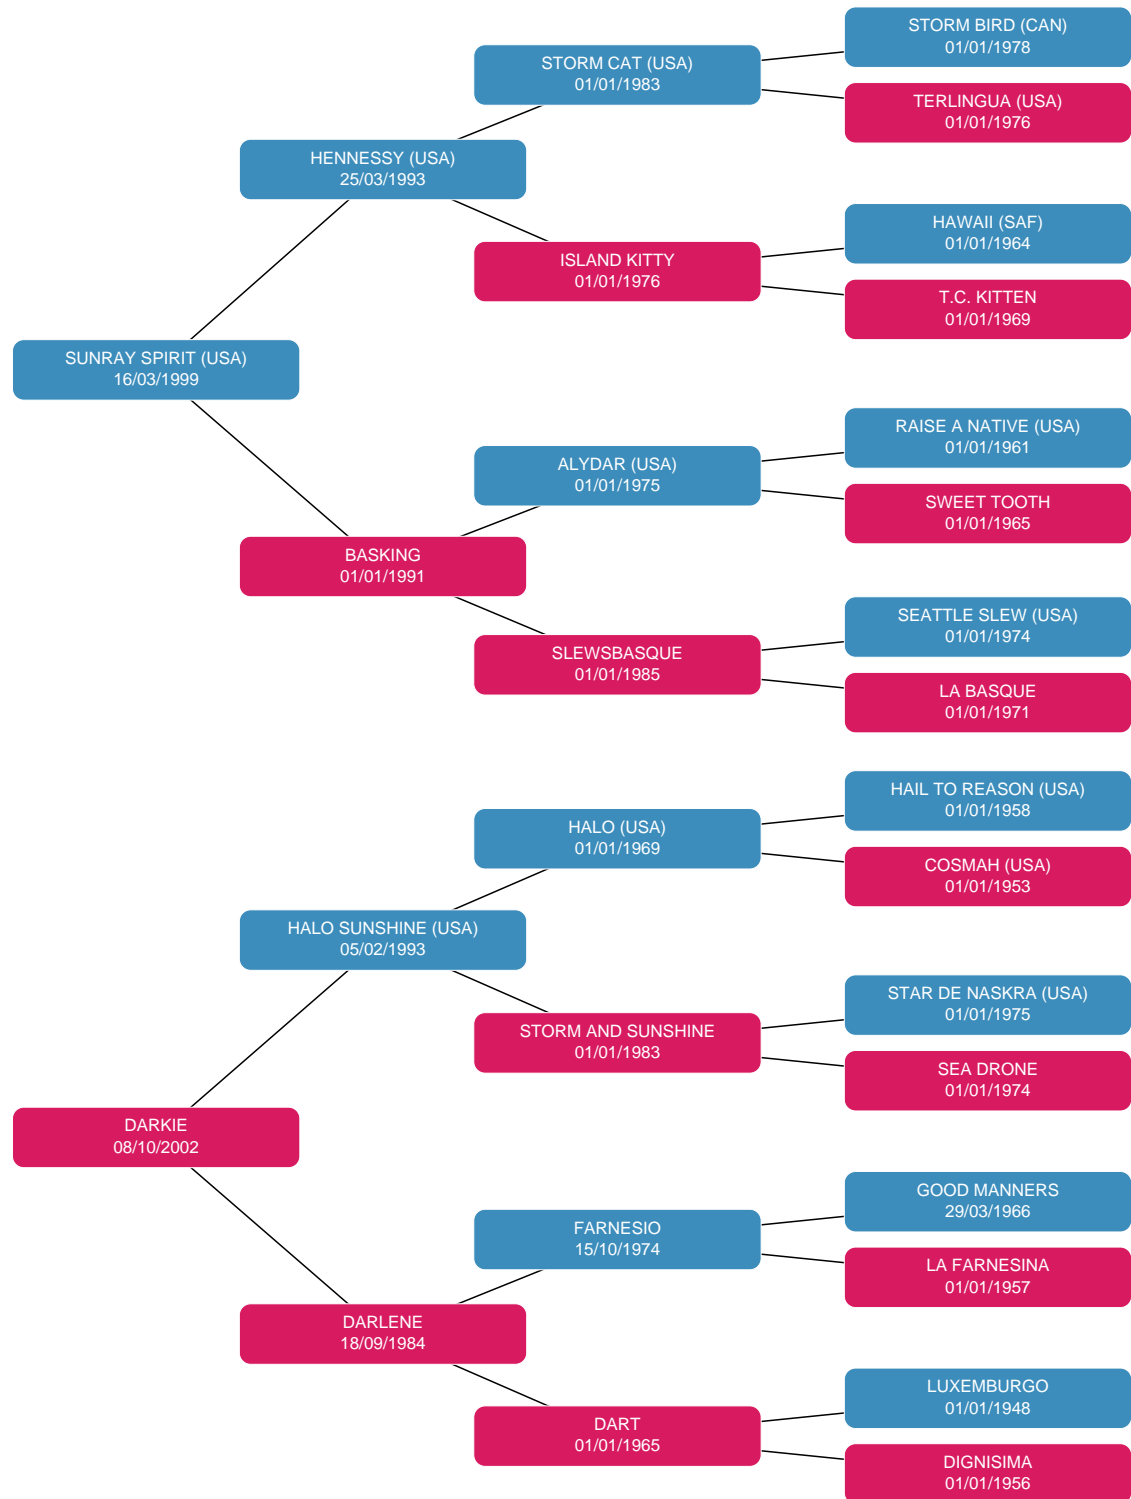 STORM BIRD (CAN)
01/01/1978
STORM CAT (USA)
01/01/1983
TERLINGUA (USA)
01/01/1976
HENNESSY (USA)
25/03/1993
HAWAII (SAF)
01/01/1964
ISLAND KITTY
01/01/1976
T.C. KITTEN
01/01/1969
SUNRAY SPIRIT (USA)
16/03/1999
RAISE A NATIVE (USA)
01/01/1961
ALYDAR (USA)
01/01/1975
SWEET TOOTH
01/01/1965
BASKING
01/01/1991
SEATTLE SLEW (USA)
01/01/1974
SLEWSBASQUE
01/01/1985
LA BASQUE
01/01/1971
HAIL TO REASON (USA)
01/01/1958
HALO (USA)
01/01/1969
COSMAH (USA)
01/01/1953
HALO SUNSHINE (USA)
05/02/1993
STAR DE NASKRA (USA)
01/01/1975
STORM AND SUNSHINE
01/01/1983
SEA DRONE
01/01/1974
DARKIE
08/10/2002
GOOD MANNERS
29/03/1966
FARNESIO
15/10/1974
LA FARNESINA
01/01/1957
DARLENE
18/09/1984
LUXEMBURGO
01/01/1948
DART
01/01/1965
DIGNISIMA
01/01/1956